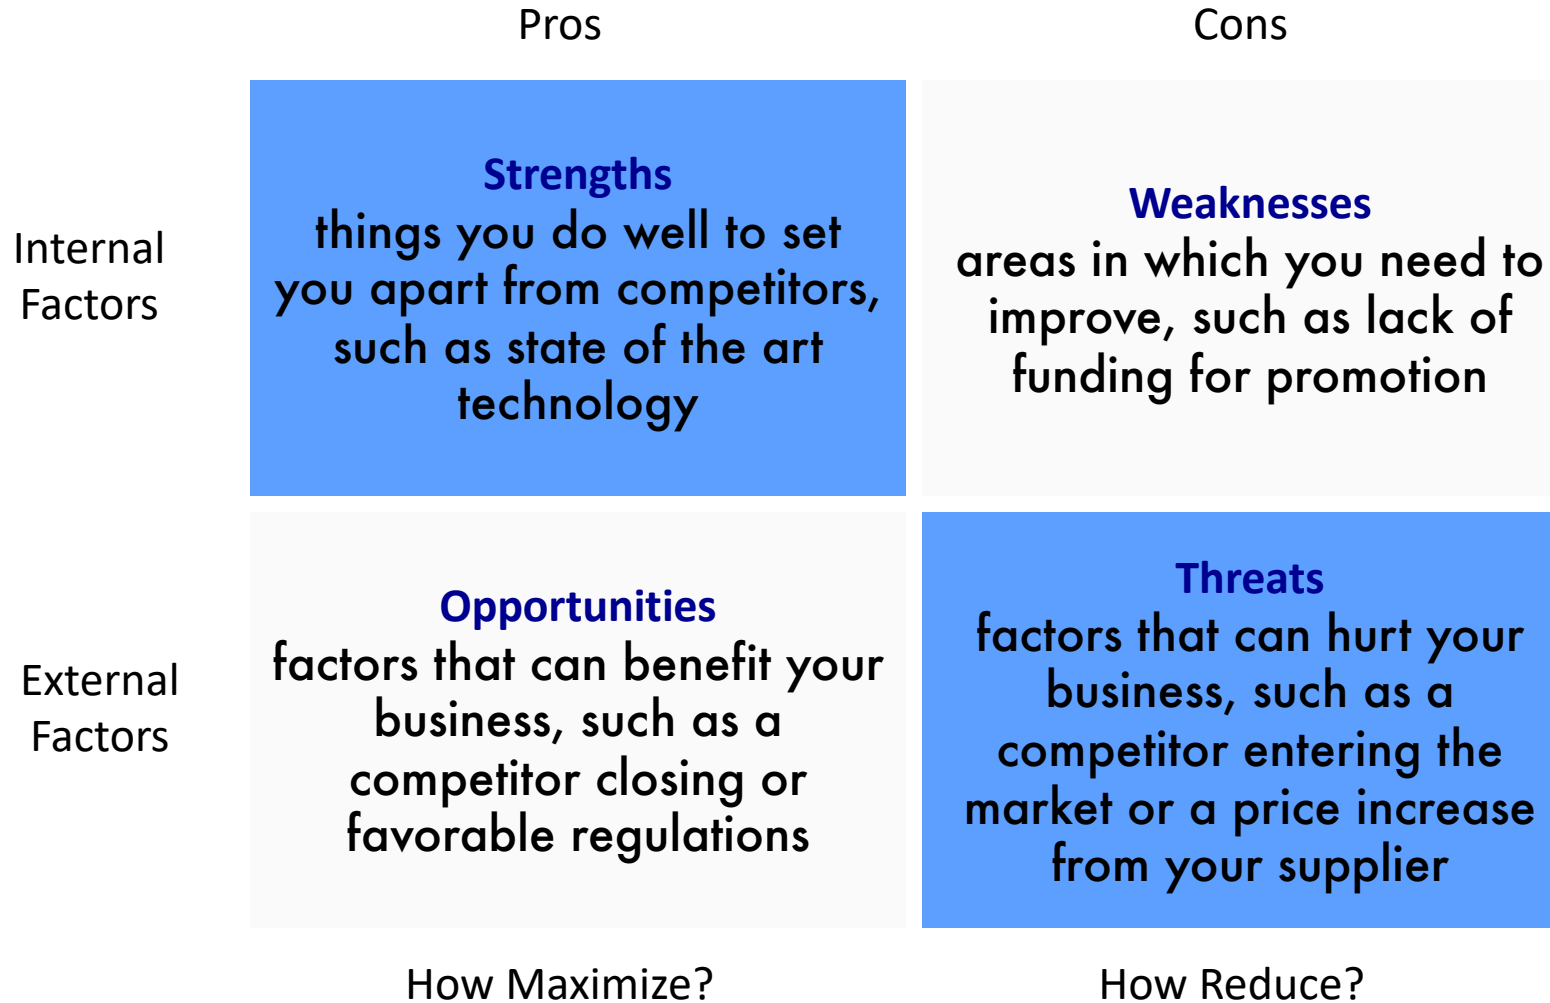 Pros
Cons
Internal
Factors
Strengths
things you do well to set
you apart from competitors,
such as state of the art
technology
Weaknesses
areas in which you need to
improve, such as lack of
funding for promotion
External
Factors
Opportunities
factors that can benefit your
business, such as a
competitor closing or
favorable regulations
Threats
factors that can hurt your
business, such as a
competitor entering the
market or a price increase
from your supplier
How Maximize?
How Reduce?